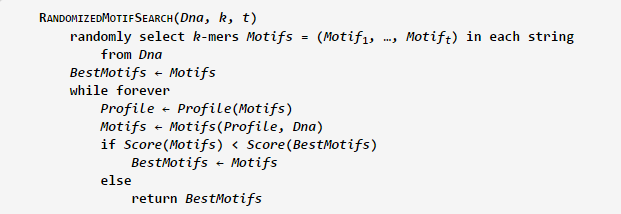 RANDOMIZEDMOTIFSEARCH(Dna, k, t)
randomly select k-mers Motifs = (Motif₁, …, Motifₜ) in each string
from Dna
BestMotifs ← Motifs
while forever
Profile ← Profile(Motifs)
Motifs ← Motifs(Profile, Dna)
if Score(Motifs) < Score(BestMotifs)
BestMotifs ← Motifs
else
return BestMotifs